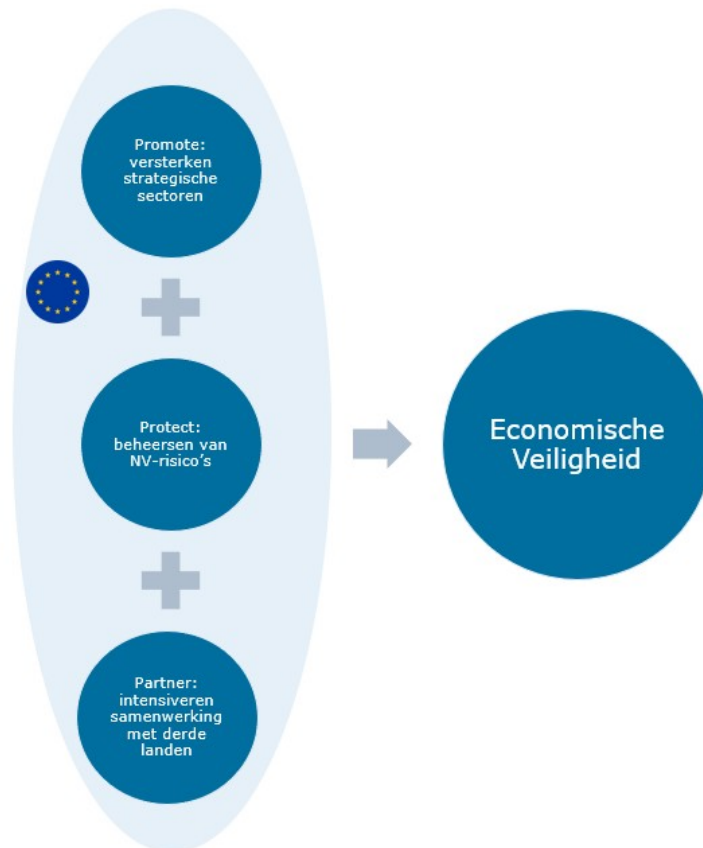 Promote:
versterken
strategische
sectoren
Protect:
beheersen van
NV-risico's
Partner:
intensiveren
samenwerking
met derde
landen
Economische
Veiligheid